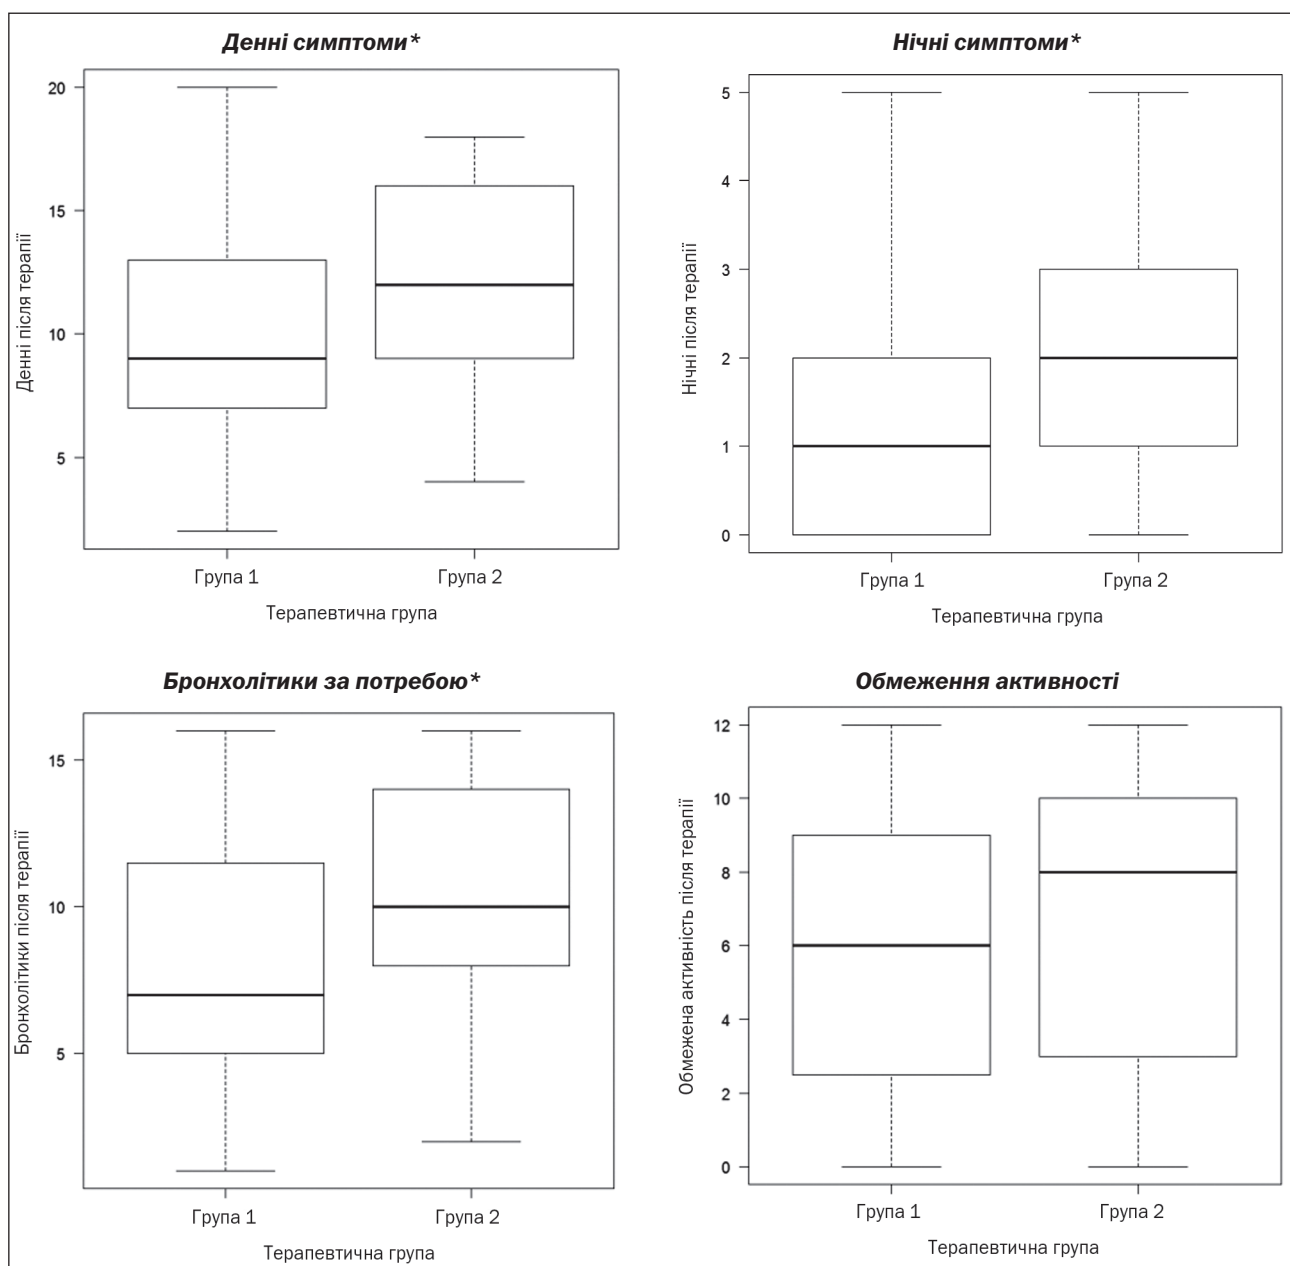 Денні симптоми*
Денні після терапії
20
15
10
5
Група 1
Група 2
Терапевтична група
Нічні симптоми*
Нічні після терапії
5
4
3
2
1
0
Група 1
Група 2
Терапевтична група
Бронхолітики за потребою*
Бронхолітики після терапії
15
10
5
Група 1
Група 2
Терапевтична група
Обмеження активності
Обмежена активність після терапії
12
10
8
6
4
2
0
Група 1
Група 2
Терапевтична група